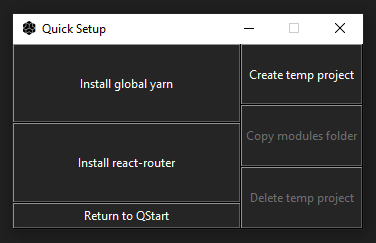 Quick Setup
Install global yarn
Create temp project
Copy modules folder
Install react-router
Delete temp project
Return to QStart